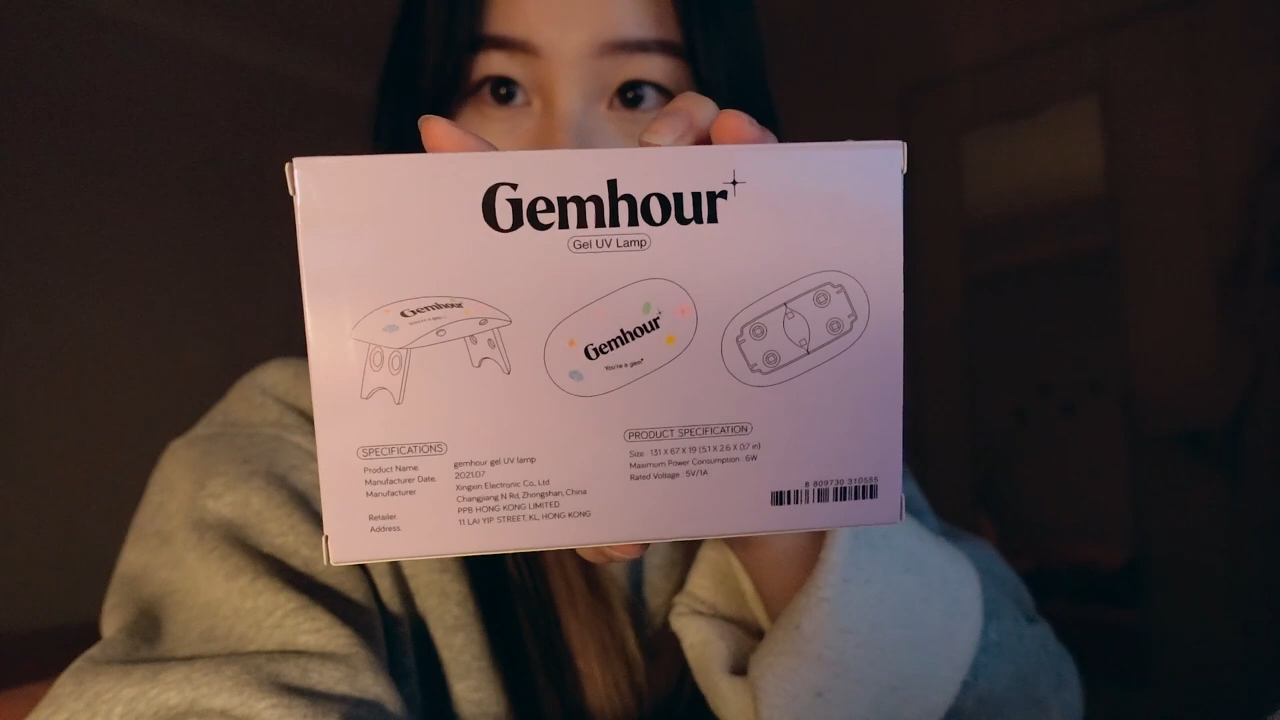 Gemhour
Gel UV Lamp
Gemhour
Gemhour
You're a gem
SPECIFICATIONS
Product Name. gemhour gel UV lamp
Manufacturer Date. 2021.07
Manufacturer Xingxin Electronic Co., Ltd
Changjiang N Rd, Zhongshan, China
Retailer. PPB HONG KONG LIMITED
Address. 11 LAI YIP STREET, KL, HONG KONG
PRODUCT SPECIFICATION
Size : 131 X 67 X 19 (5.1 X 2.6 X 0.7 in)
Maximum Power Consumption : 6W
Rated Voltage : 5V/1A
8 809730 310555